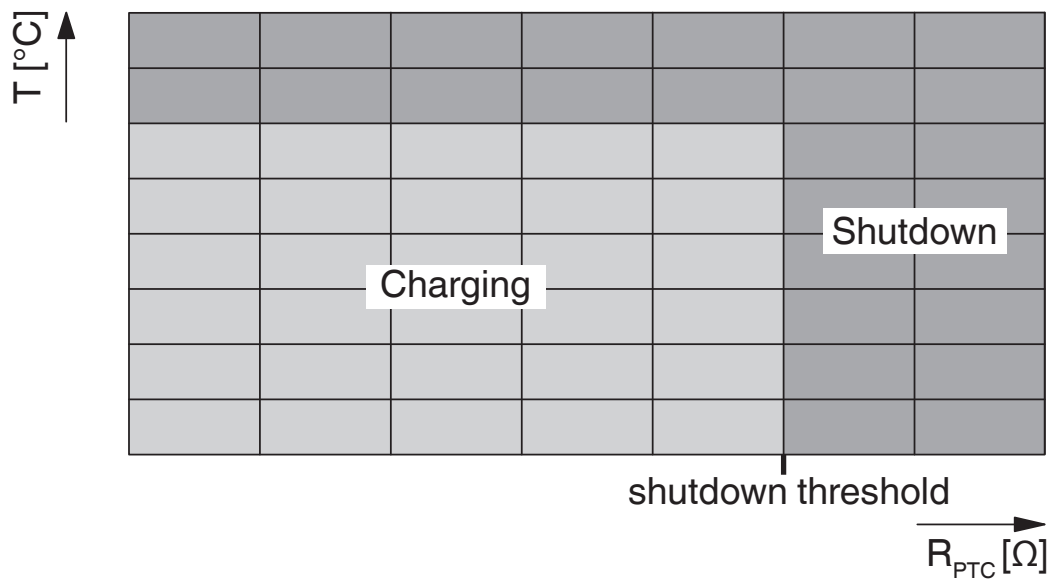 T [°C]
Shutdown
Charging
shutdown threshold
R_PTC [Ω]